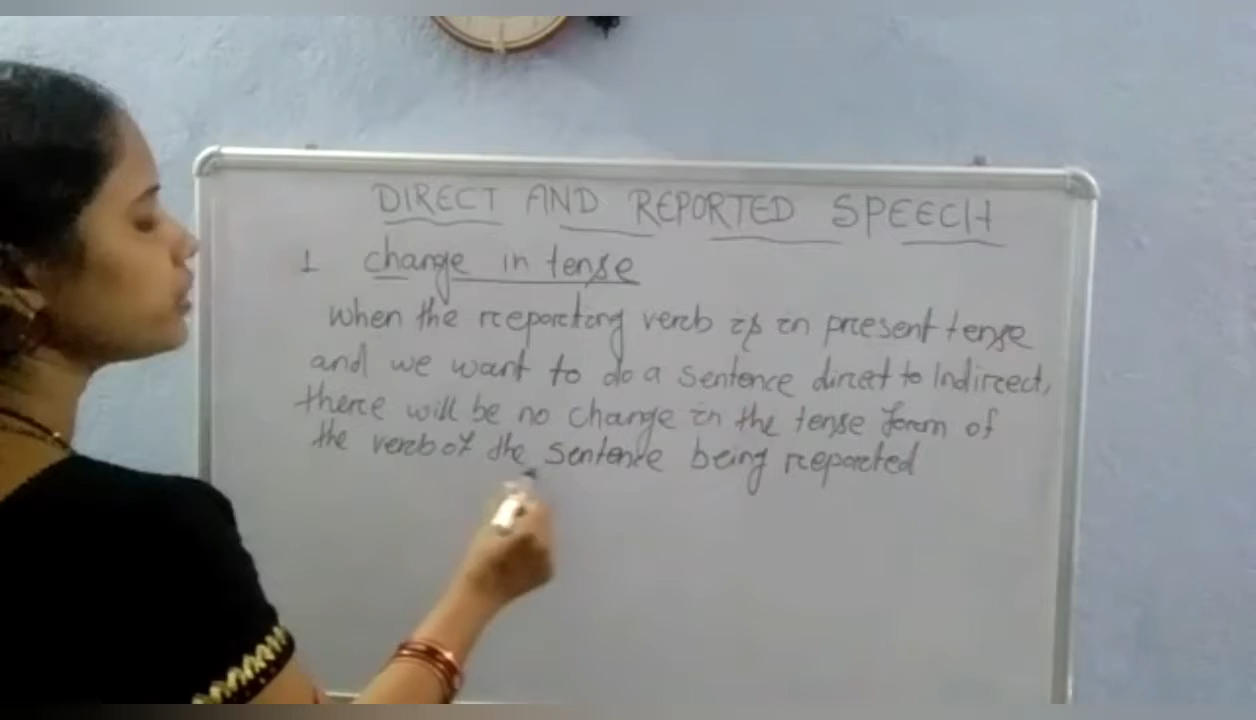 DIRECT AND REPORTED SPEECH
1 change in tense
when the reporting verb is in present tense
and we want to do a sentence direct to Indirect,
there will be no change in the tense form of
the verb of the sentence being reported